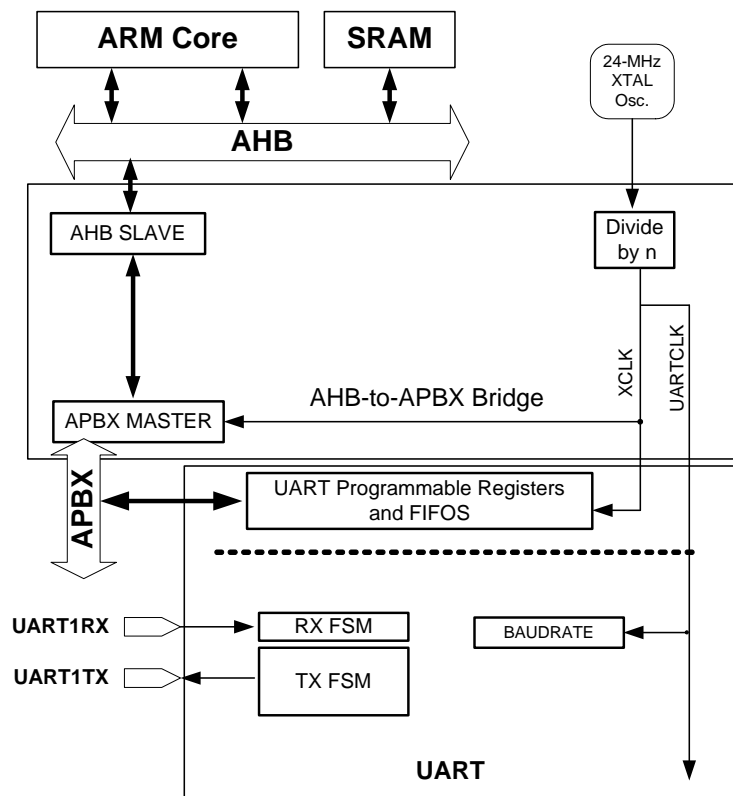 ARM Core
SRAM
24-MHz
XTAL
Osc.
AHB
AHB SLAVE
Divide
by n
XCLK
UARTCLK
AHB-to-APBX Bridge
APBX MASTER
APBX
UART Programmable Registers
and FIFOS
UART1RX
RX FSM
BAUDRATE
UART1TX
TX FSM
UART